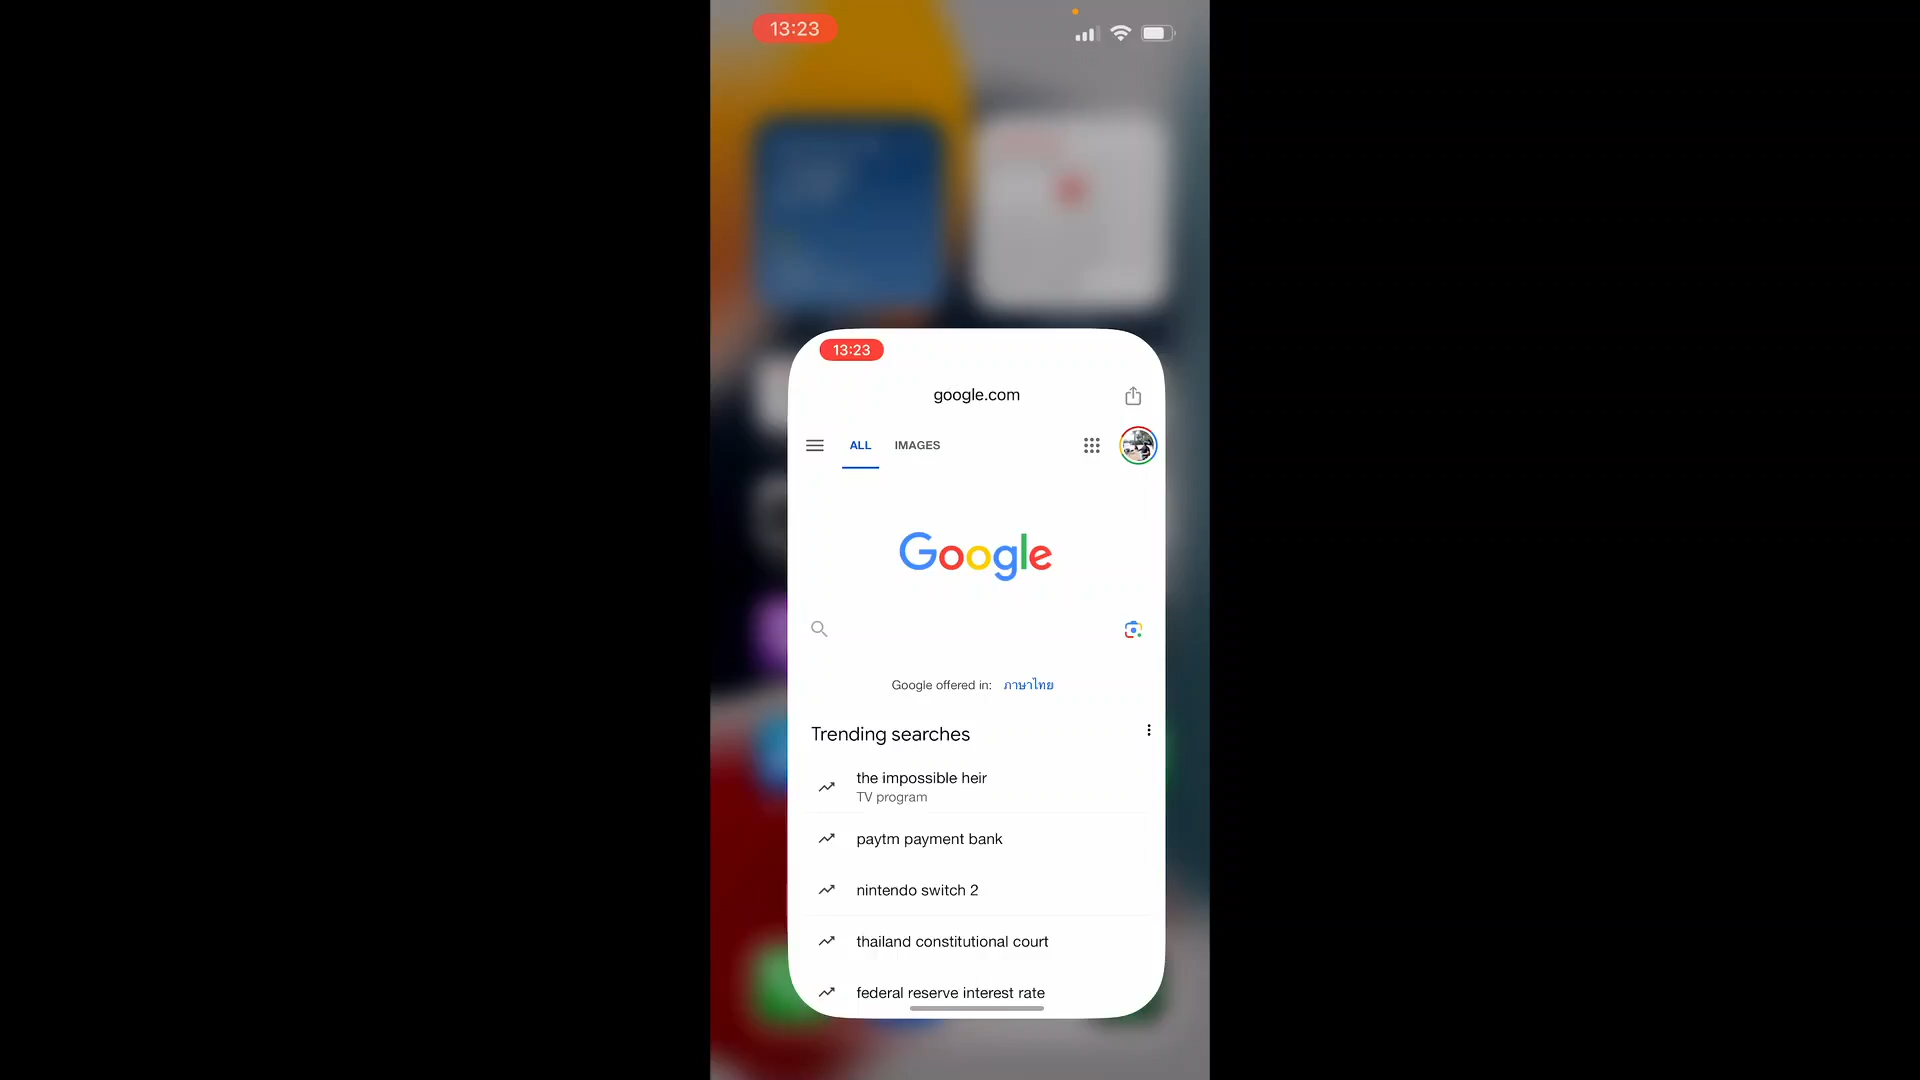 13:23
13:23
google.com
ALL IMAGES
Google
Google offered in: ภาษาไทย
Trending searches
the impossible heir
TV program
paytm payment bank
nintendo switch 2
thailand constitutional court
federal reserve interest rate